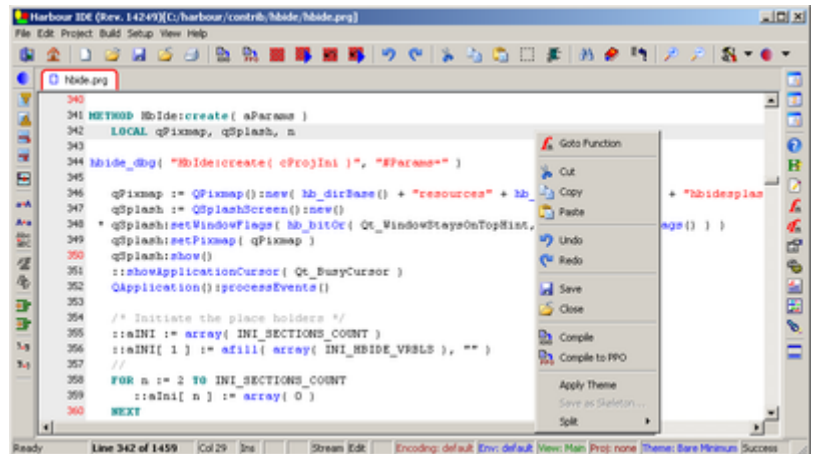 Harbour IDE (Rev. 14249)[C:/harbour/contrib/hbide/hbide.prg]
File Edit Project Build Setup View Help
hbide.prg
340
341 METHOD HbIde:create( aParams )
342 LOCAL qPixmap, qSplash, n
343
344 hbide_dbg( "HbIde:create( cProjIni )", "#Params=" )
345
346 qPixmap := QPixmap():new( hb_dirBase() + "resources" + hb_ + "hbidesplas
347 qSplash := QSplashScreen():new()
348 * qSplash:setWindowFlags( hb_bitOr( Qt_WindowStaysOnTopHint, ags() ) )
349 qSplash:setPixmap( qPixmap )
350 qSplash:show()
351 ::showApplicationCursor( Qt_BusyCursor )
352 QApplication():processEvents()
353
354 /* Initiate the place holders */
355 ::aINI := array( INI_SECTIONS_COUNT )
356 ::aINI[ 1 ] := afill( array( INI_HBIDE_VRBLS ), "" )
357 //
358 FOR n := 2 TO INI_SECTIONS_COUNT
359 ::aIni[ n ] := array( 0 )
360 NEXT
Goto Function
Cut
Copy
Paste
Undo
Redo
Save
Close
Compile
Compile to PPO
Apply Theme
Save as Skeleton...
Split
Ready Line 342 of 1459 Col 29 Ins Stream Edit Encoding: default Env: default View: Main Proj: none Theme: Bare Minimum Success